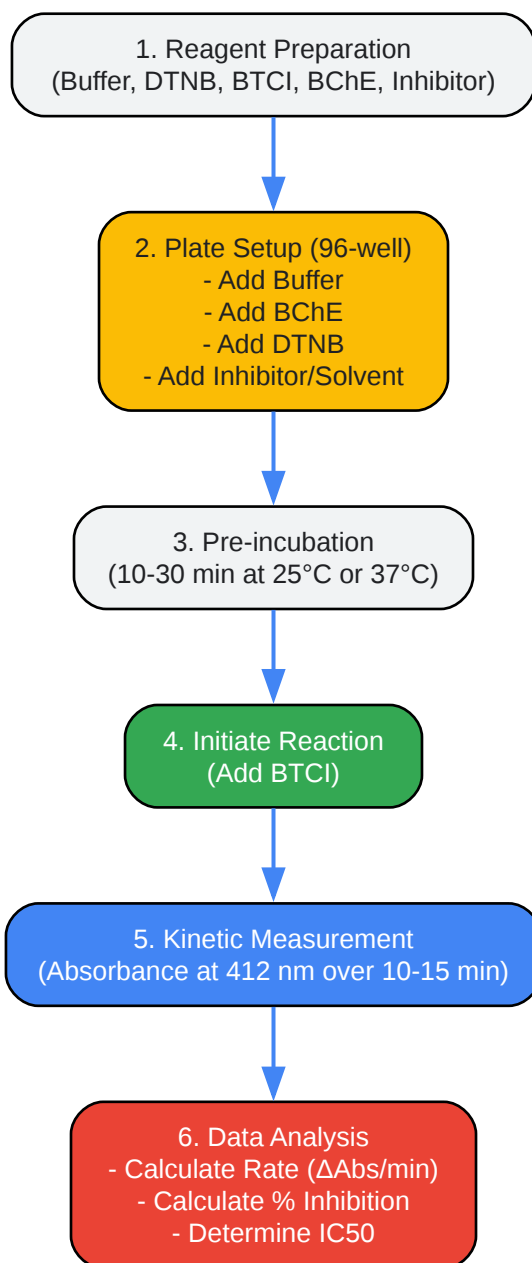 1. Reagent Preparation
(Buffer, DTNB, BTCI, BChE, Inhibitor)
2. Plate Setup (96-well)
- Add Buffer
- Add BChE
- Add DTNB
- Add Inhibitor/Solvent
3. Pre-incubation
(10-30 min at 25°C or 37°C)
4. Initiate Reaction
(Add BTCI)
5. Kinetic Measurement
(Absorbance at 412 nm over 10-15 min)
6. Data Analysis
- Calculate Rate (ΔAbs/min)
- Calculate % Inhibition
- Determine IC50